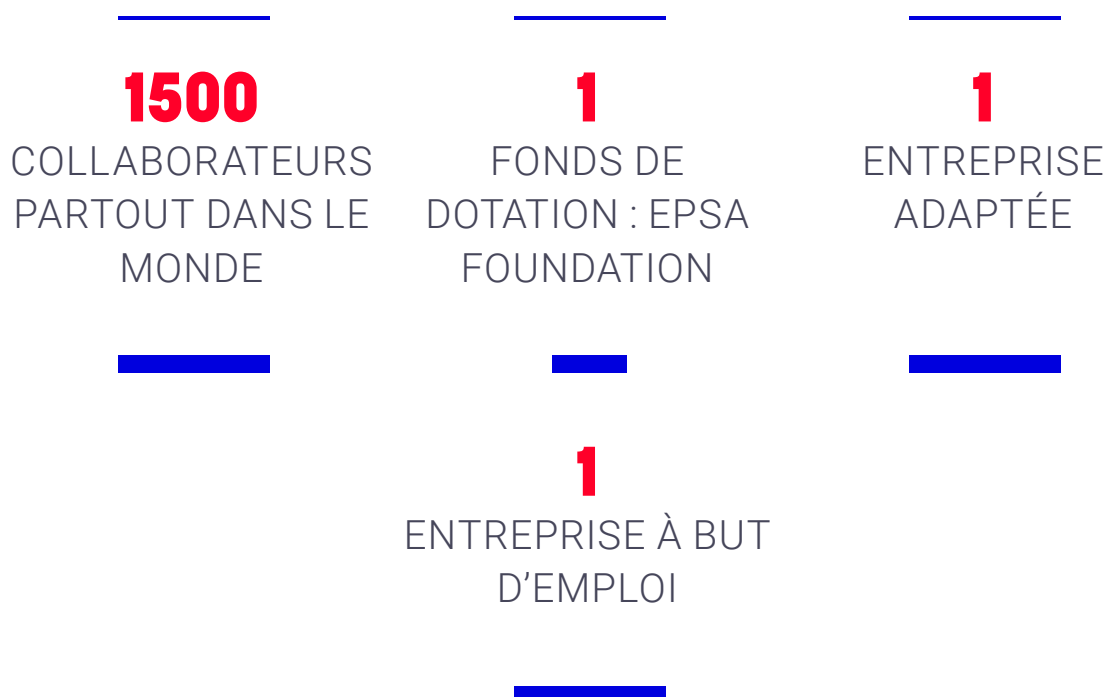 1500
COLLABORATEURS
PARTOUT DANS LE
MONDE
1
FONDS DE
DOTATION : EPSA
FOUNDATION
1
ENTREPRISE
ADAPTÉE
1
ENTREPRISE À BUT
D’EMPLOI